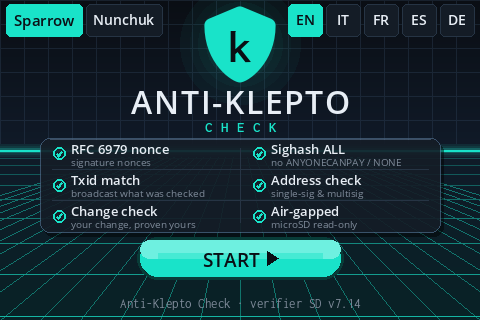 Sparrow Nunchuk EN IT FR ES DE
k
ANTI-KLEPTO
CHECK
RFC 6979 nonce Sighash ALL
signature nonces no ANYONECANPAY / NONE
Txid match Address check
broadcast what was checked single-sig & multisig
Change check Air-gapped
your change, proven yours microSD read-only
START
Anti-Klepto Check · verifier SD v7.14